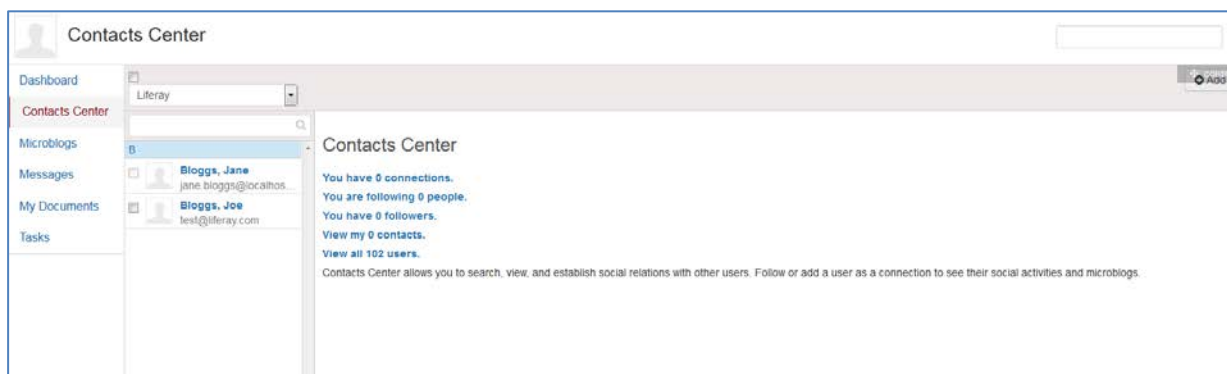 Contacts Center
Dashboard
Contacts Center
Microblogs
Messages
My Documents
Tasks
Liferay
Add
B
Bloggs, Jane
jane.bloggs@localhos...
Bloggs, Joe
test@liferay.com
Contacts Center
You have 0 connections.
You are following 0 people.
You have 0 followers.
View my 0 contacts.
View all 102 users.
Contacts Center allows you to search, view, and establish social relations with other users. Follow or add a user as a connection to see their social activities and microblogs.